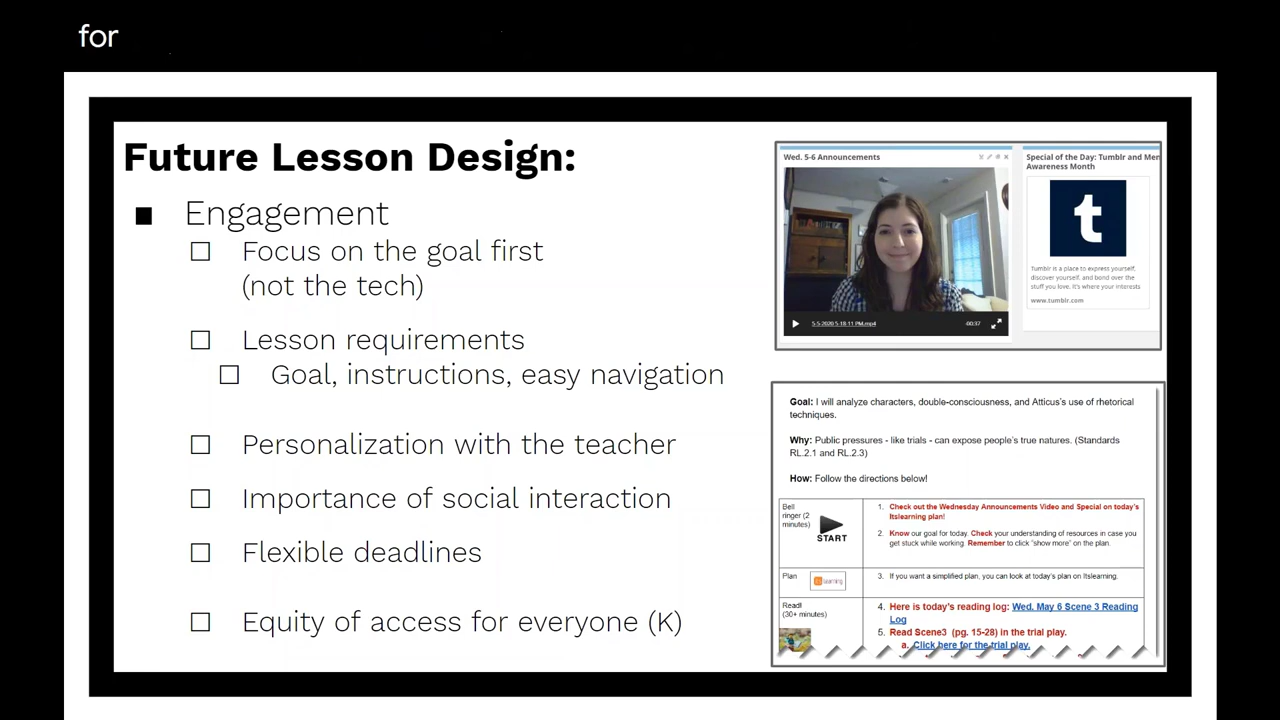 for
Future Lesson Design:
Engagement
Focus on the goal first
(not the tech)
Lesson requirements
Goal, instructions, easy navigation
Personalization with the teacher
Importance of social interaction
Flexible deadlines
Equity of access for everyone (K)
Wed. 5-6 Announcements
5-5-2020 5-18-11 PM.mp4
-00:37
Special of the Day: Tumblr and Men
Awareness Month
t
Tumblr is a place to express yourself,
discover yourself, and bond over the
stuff you love. It's where your interests
www.tumblr.com
Goal: I will analyze characters, double-consciousness, and Atticus's use of rhetorical
techniques.
Why: Public pressures - like trials - can expose people's true natures. (Standards
RL.2.1 and RL.2.3)
How: Follow the directions below!
Bell
ringer (2
minutes)
START
1. Check out the Wednesday Announcements Video and Special on today's
Itslearning plan!
2. Know our goal for today. Check your understanding of resources in case you
get stuck while working. Remember to click "show more" on the plan.
Plan
its learning
3. If you want a simplified plan, you can look at today's plan on Itslearning.
Read!
(30+ minutes)
4. Here is today's reading log: Wed. May 6 Scene 3 Reading
Log
5. Read Scene3 (pg. 15-28) in the trial play.
a. Click here for the trial play.